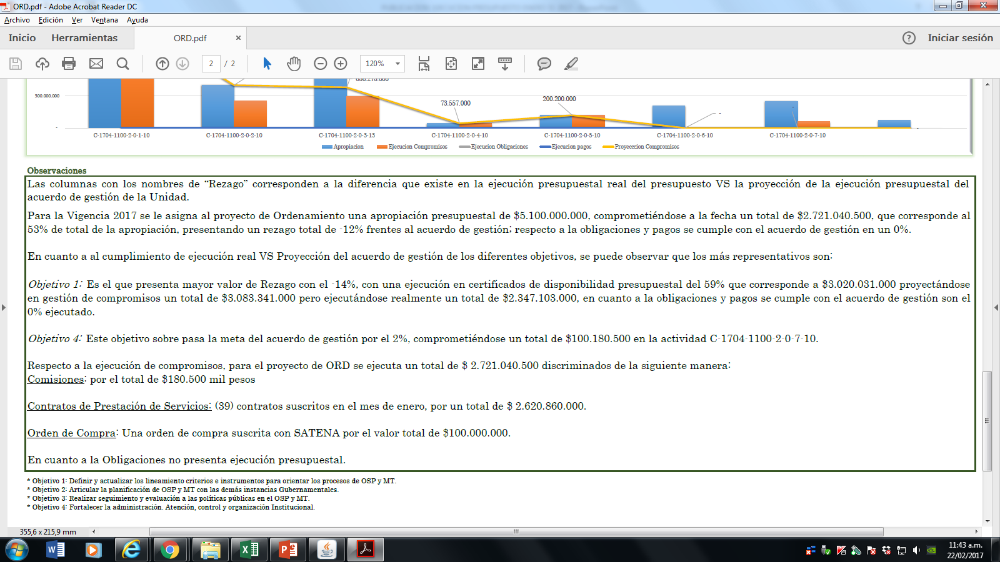 ORD.pdf - Adobe Acrobat Reader DC
Archivo Edición Ver Ventana Ayuda
Inicio Herramientas ORD.pdf × ? Iniciar sesión
2 / 2 120%
636.273.000
500.000.000
73.557.000
200.200.000
-
-
-
-
C-1704-1100-2-0-1-10 C-1704-1100-2-0-2-10 C-1704-1100-2-0-3-13 C-1704-1100-2-0-4-10 C-1704-1100-2-0-5-10 C-1704-1100-2-0-6-10 C-1704-1100-2-0-7-10
Apropiacion Ejecucion Compromisos Ejecucion Obligaciones Ejecucion pagos Proyecccion Compromisos
Observaciones
Las columnas con los nombres de “Rezago” corresponden a la diferencia que existe en la ejecución presupuestal real del presupuesto VS la proyección de la ejecución presupuestal del
acuerdo de gestión de la Unidad.
Para la Vigencia 2017 se le asigna al proyecto de Ordenamiento una apropiación presupuestal de $5.100.000.000, comprometiéndose a la fecha un total de $2.721.040.500, que corresponde al
53% de total de la apropiación, presentando un rezago total de -12% frentes al acuerdo de gestión; respecto a la obligaciones y pagos se cumple con el acuerdo de gestión en un 0%.
En cuanto a al cumplimiento de ejecución real VS Proyección del acuerdo de gestión de los diferentes objetivos, se puede observar que los más representativos son:
Objetivo 1: Es el que presenta mayor valor de Rezago con el -14%, con una ejecución en certificados de disponibilidad presupuestal del 59% que corresponde a $3.020.031.000 proyectándose
en gestión de compromisos un total de $3.083.341.000 pero ejecutándose realmente un total de $2.347.103.000, en cuanto a la obligaciones y pagos se cumple con el acuerdo de gestión son el
0% ejecutado.
Objetivo 4: Este objetivo sobre pasa la meta del acuerdo de gestión por el 2%, comprometiéndose un total de $100.180.500 en la actividad C-1704-1100-2-0-7-10.
Respecto a la ejecución de compromisos, para el proyecto de ORD se ejecuta un total de $ 2.721.040.500 discriminados de la siguiente manera:
Comisiones: por el total de $180.500 mil pesos
Contratos de Prestación de Servicios: (39) contratos suscritos en el mes de enero, por un total de $ 2.620.860.000.
Orden de Compra: Una orden de compra suscrita con SATENA por el valor total de $100.000.000.
En cuanto a la Obligaciones no presenta ejecución presupuestal.
* Objetivo 1: Definir y actualizar los lineamiento criterios e instrumentos para orientar los procesos de OSP y MT.
* Objetivo 2: Articular la planificación de OSP y MT con las demás instancias Gubernamentales.
* Objetivo 3: Realizar seguimiento y evaluación a las políticas públicas en el OSP y MT.
* Objetivo 4: Fortalecer la administración. Atención, control y organización Institucional.
355,6 x 215,9 mm
11:43 a.m.
22/02/2017